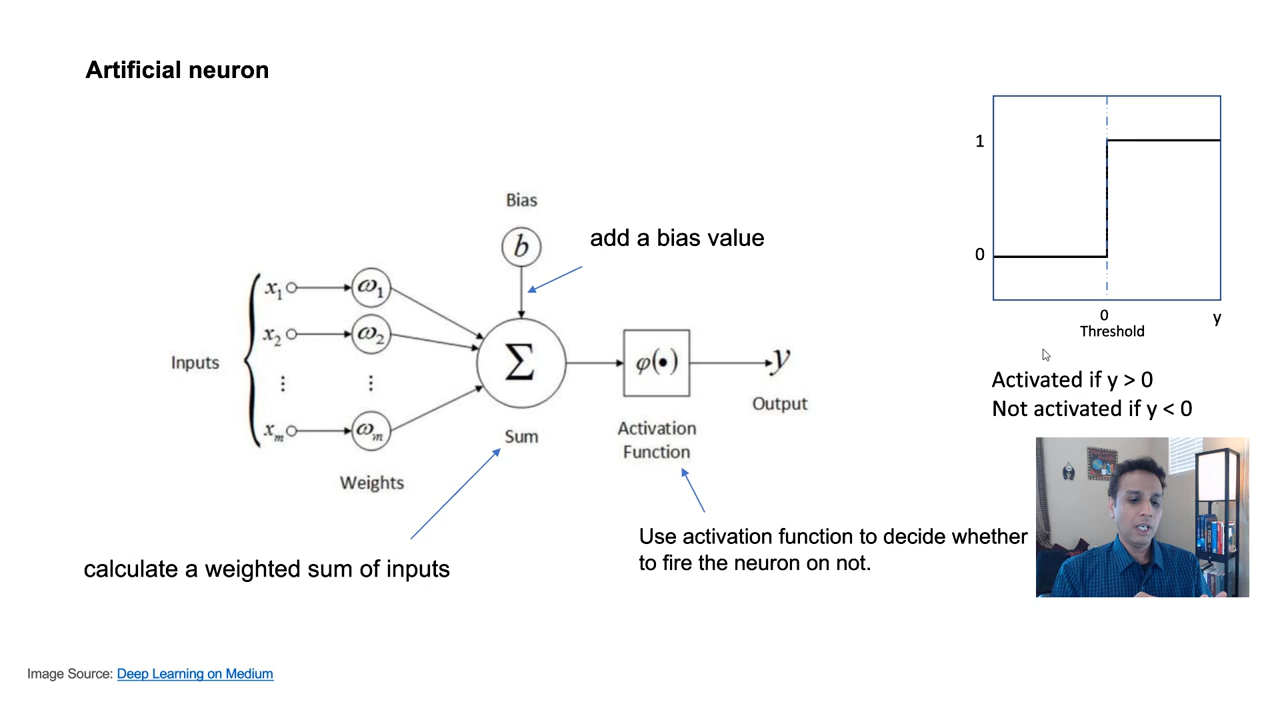 Artificial neuron
Bias
b
add a bias value
x1
ω1
x2
ω2
Inputs
⋮
⋮
Σ
φ(•)
y
Output
xm
ωm
Sum
Activation
Function
Weights
calculate a weighted sum of inputs
Use activation function to decide whether
to fire the neuron on not.
1
0
0
Threshold
y
Activated if y > 0
Not activated if y < 0
Image Source: Deep Learning on Medium